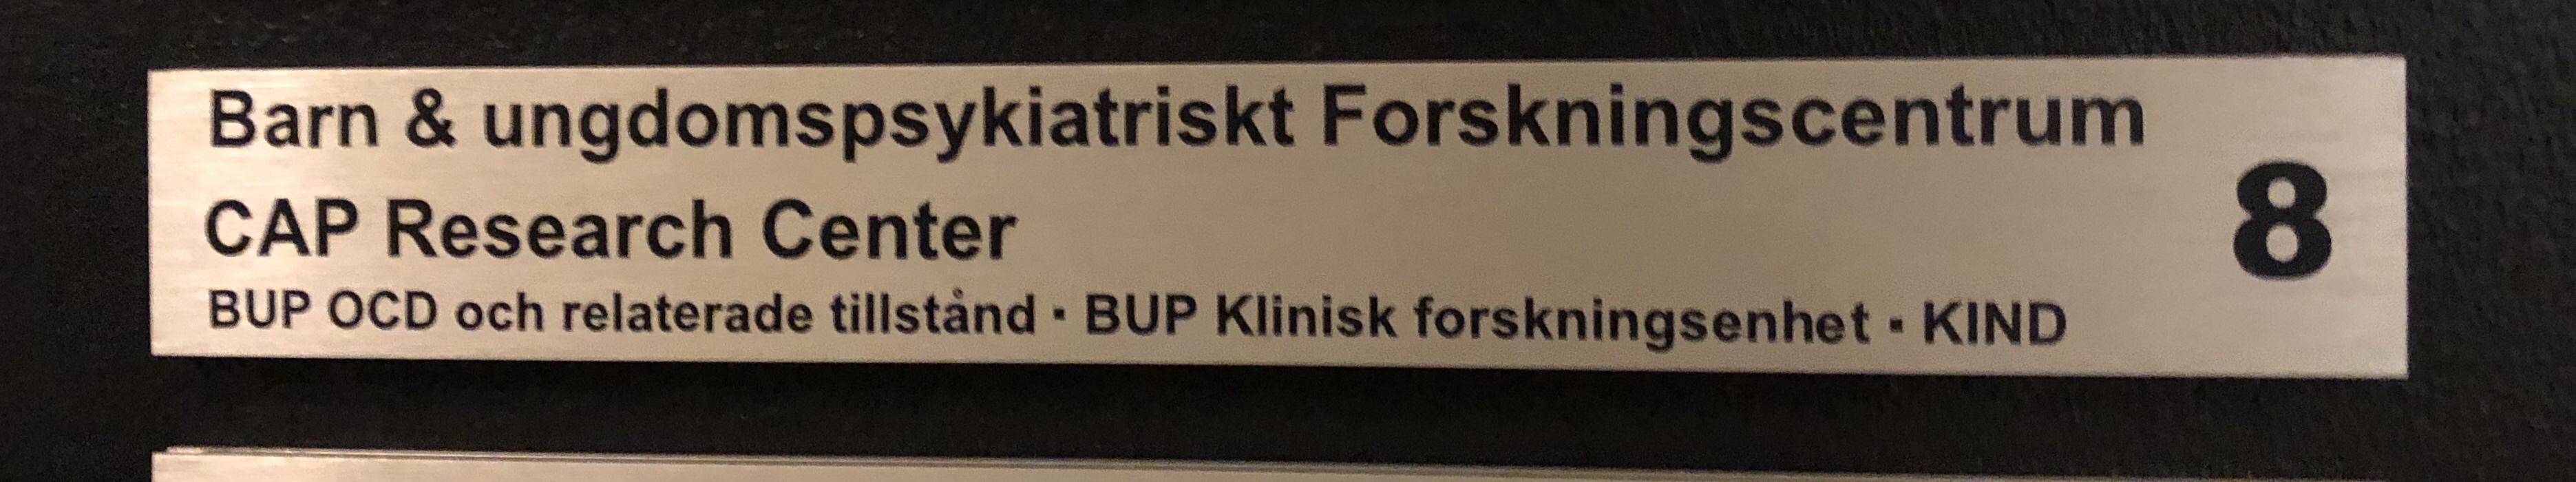 Barn & ungdomspsykiatriskt Forskningscentrum
CAP Research Center
8
BUP OCD och relaterade tillstånd · BUP Klinisk forskningsenhet · KIND